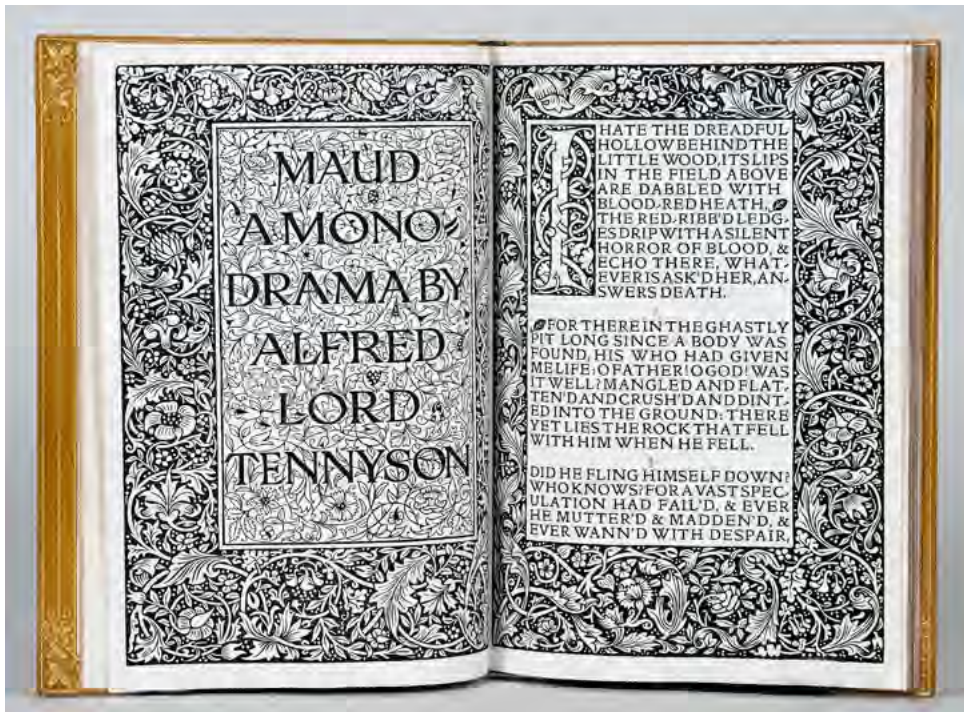 MAUD
A MONO-
DRAMA BY
ALFRED
LORD
TENNYSON
I HATE THE DREADFUL
HOLLOW BEHIND THE
LITTLE WOOD, ITS LIPS
IN THE FIELD ABOVE
ARE DABBLED WITH
BLOOD-RED HEATH,
THE RED-RIBB'D LEDG-
ES DRIP WITH A SILENT
HORROR OF BLOOD, &
ECHO THERE, WHAT-
EVER IS ASK'D HER, AN-
SWERS DEATH.
FOR THERE IN THE GHASTLY
PIT LONG SINCE A BODY WAS
FOUND, HIS WHO HAD GIVEN
ME LIFE: O FATHER! O GOD! WAS
IT WELL? MANGLED AND FLAT-
TEN'D AND CRUSH'D AND DINT-
ED INTO THE GROUND: THERE
YET LIES THE ROCK THAT FELL
WITH HIM WHEN HE FELL.
DID HE FLING HIMSELF DOWN?
WHO KNOWS? FOR A VAST SPEC-
ULATION HAD FAIL'D, & EVER
HE MUTTER'D & MADDEN'D, &
EVER WANN'D WITH DESPAIR,